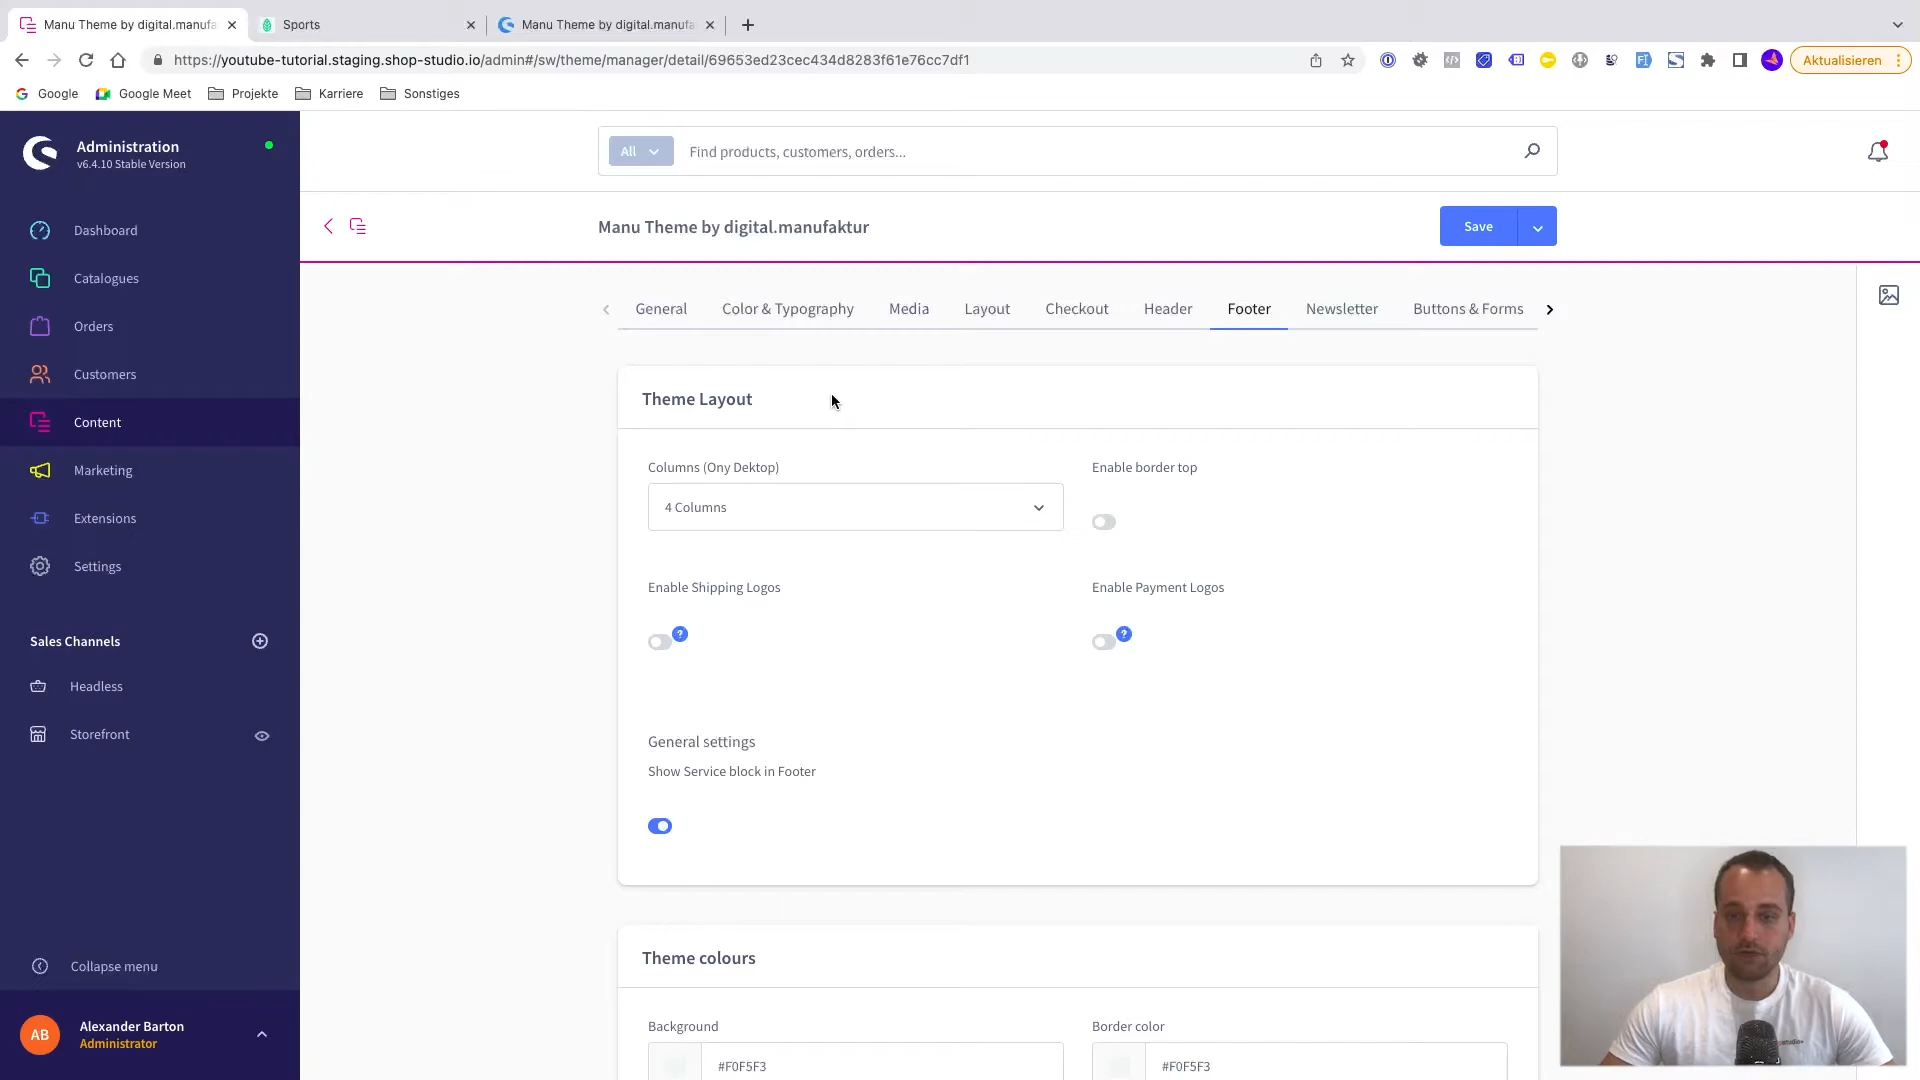 Manu Theme by digital.manufa
Sports
Manu Theme by digital.manufa
https://youtube-tutorial.staging.shop-studio.io/admin#/sw/theme/manager/detail/69653ed23cec434d8283f61e76cc7df1
Aktualisieren
Google
Google Meet
Projekte
Karriere
Sonstiges
Administration
v6.4.10 Stable Version
All
Find products, customers, orders...
Manu Theme by digital.manufaktur
Save
Dashboard
Catalogues
Orders
Customers
Content
Marketing
Extensions
Settings
Sales Channels
Headless
Storefront
Collapse menu
AB
Alexander Barton
Administrator
General
Color & Typography
Media
Layout
Checkout
Header
Footer
Newsletter
Buttons & Forms
Theme Layout
Columns (Ony Dektop)
Enable border top
4 Columns
Enable Shipping Logos
Enable Payment Logos
?
?
General settings
Show Service block in Footer
Theme colours
Background
Border color
#F0F5F3
#F0F5F3